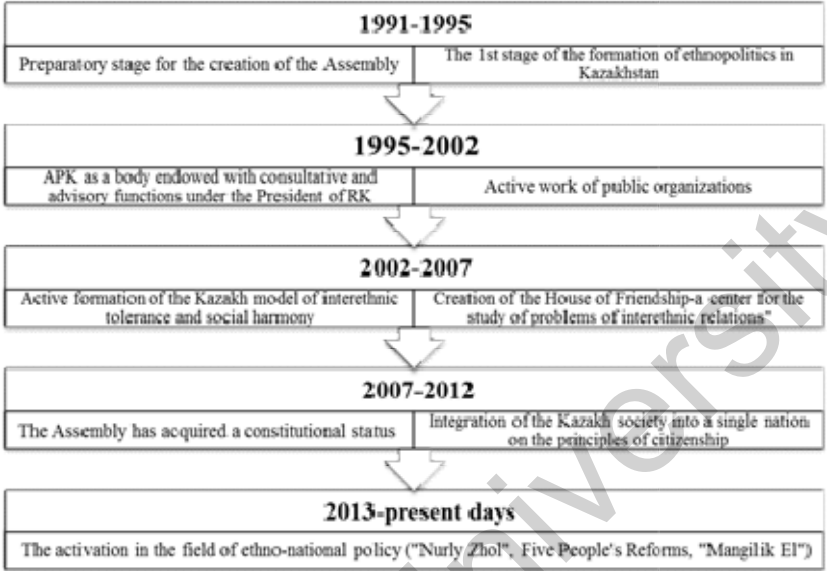 1991-1995
Preparatory stage for the creation of the Assembly
The 1st stage of the formation of ethnopolitics in
Kazakhstan
1995-2002
APK as a body endowed with consultative and
advisory functions under the President of RK
Active work of public organizations
2002-2007
Active formation of the Kazakh model of interethnic
tolerance and social harmony
Creation of the House of Friendship-a center for the
study of problems of interethnic relations"
2007-2012
The Assembly has acquired a constitutional status
Integration of the Kazakh society into a single nation
on the principles of citizenship
2013-present days
The activation in the field of ethno-national policy ("Nurly Zhol", Five People's Reforms, "Mangilik El")
University